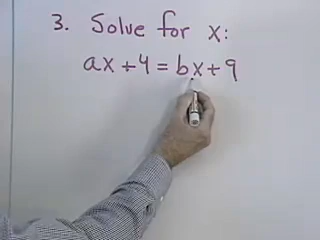 3. Solve for x:
ax + 4 = bx + 9